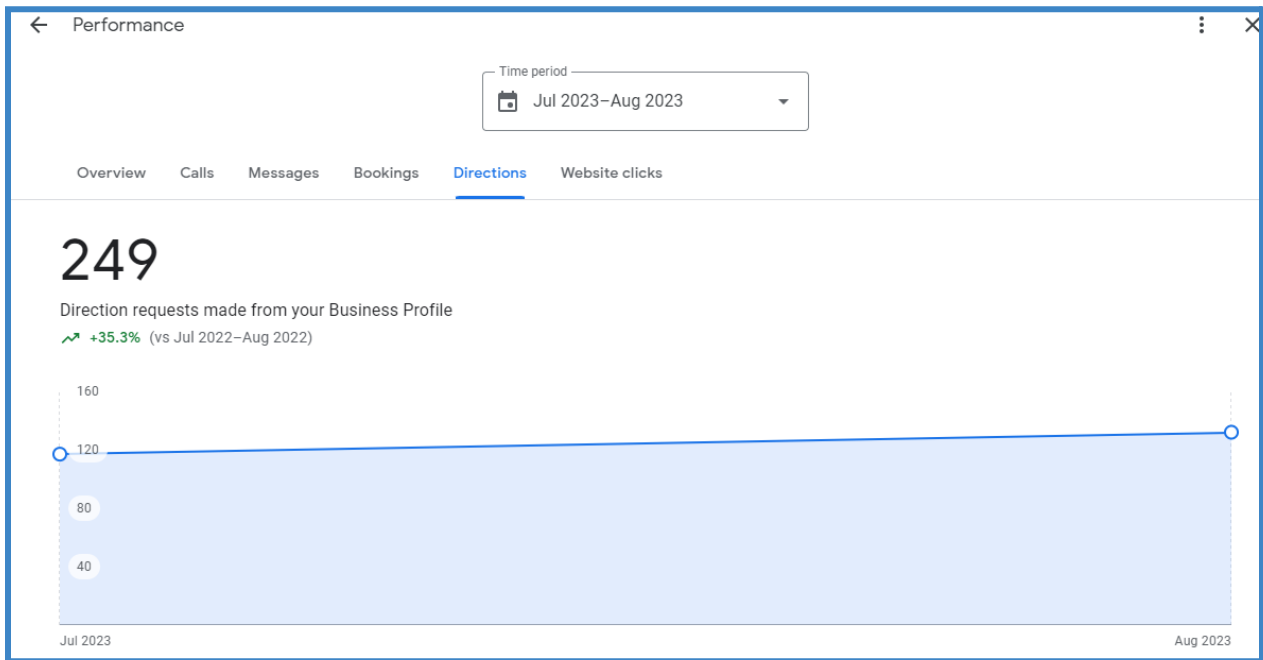 Performance
Time period
Jul 2023–Aug 2023
Overview Calls Messages Bookings Directions Website clicks
249
Direction requests made from your Business Profile
+35.3% (vs Jul 2022–Aug 2022)
160
120
80
40
Jul 2023 Aug 2023